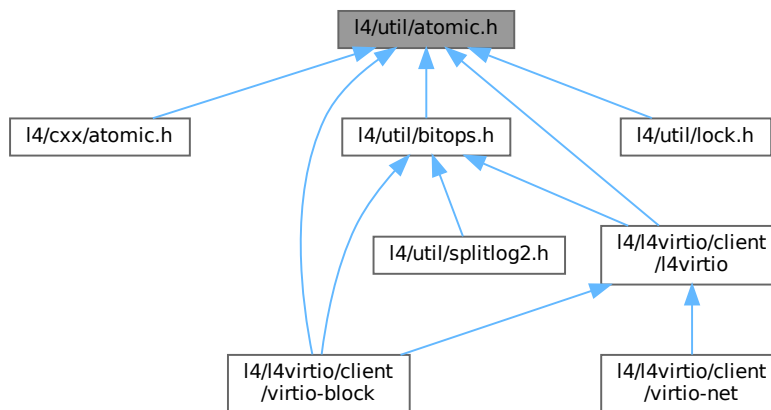 l4/util/atomic.h
l4/cxx/atomic.h
l4/util/bitops.h
l4/util/lock.h
l4/util/splitlog2.h
l4/l4virtio/client
/l4virtio
l4/l4virtio/client
/virtio-block
l4/l4virtio/client
/virtio-net